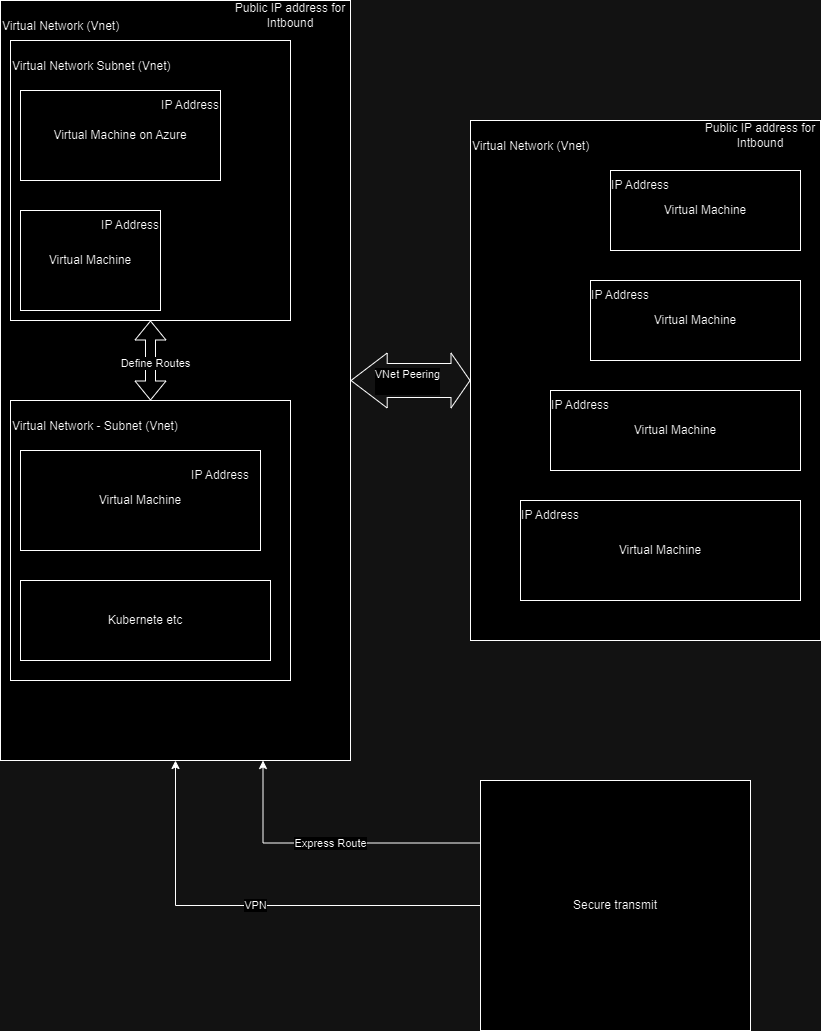 Public IP address for
Intbound
Virtual Network (Vnet)
Virtual Network Subnet (Vnet)
IP Address
Virtual Machine on Azure
IP Address
Virtual Machine
Define Routes
Virtual Network - Subnet (Vnet)
IP Address
Virtual Machine
Kubernete etc
VNet Peering
Public IP address for
Intbound
Virtual Network (Vnet)
IP Address
Virtual Machine
IP Address
Virtual Machine
IP Address
Virtual Machine
IP Address
Virtual Machine
Express Route
VPN
Secure transmit